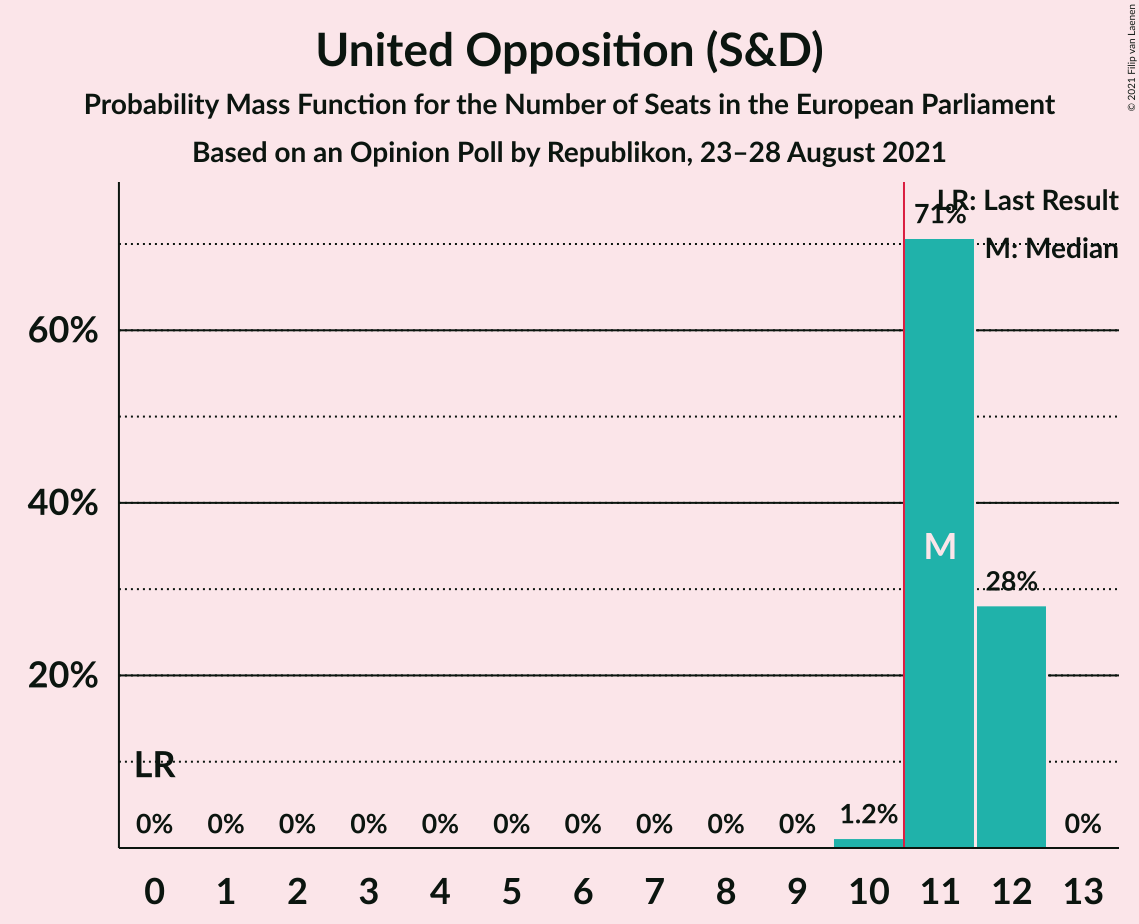 United Opposition (S&D)
Probability Mass Function for the Number of Seats in the European Parliament
Based on an Opinion Poll by Republikon, 23–28 August 2021
© 2021 Filip van Laenen
LR: Last Result
M: Median
71%
60%
40%
M
28%
20%
LR
0% 0% 0% 0% 0% 0% 0% 0% 0% 0% 1.2% 0%
0 1 2 3 4 5 6 7 8 9 10 11 12 13